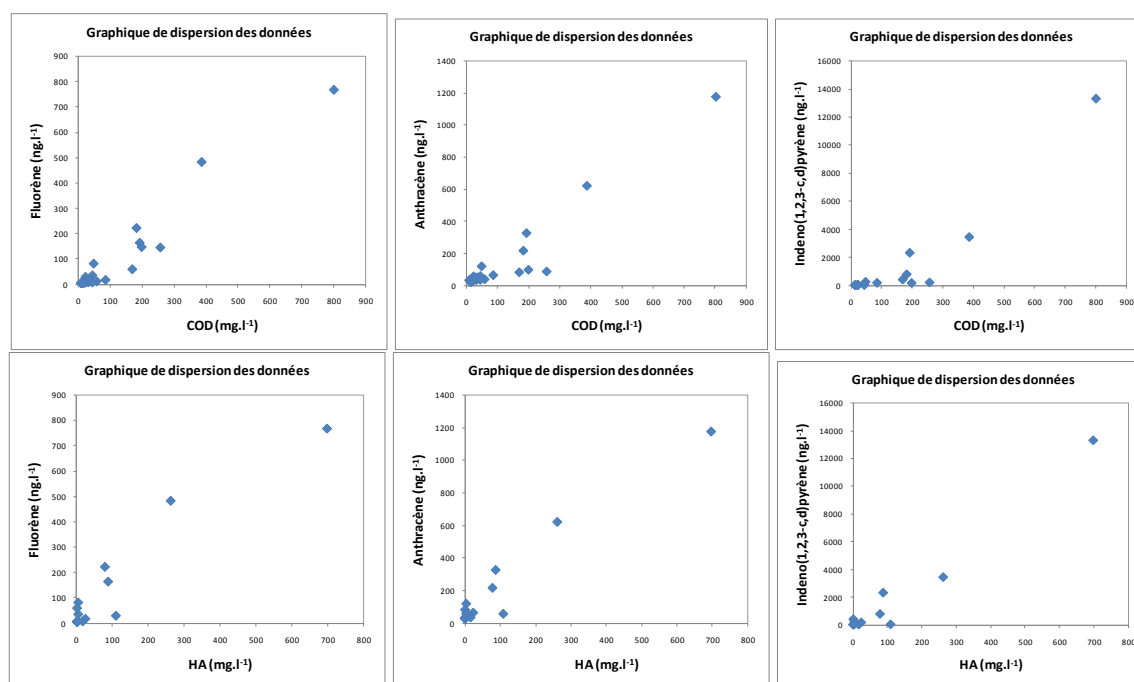 Graphique de dispersion des données
Fluorène (ng.l-1)
900
800
700
600
500
400
300
200
100
0
0 100 200 300 400 500 600 700 800 900
COD (mg.l-1)
Graphique de dispersion des données
Anthracène (ng.l-1)
1400
1200
1000
800
600
400
200
0
0 100 200 300 400 500 600 700 800 900
COD (mg.l-1)
Graphique de dispersion des données
Indeno(1,2,3-c,d)pyrène (ng.l-1)
16000
14000
12000
10000
8000
6000
4000
2000
0
0 100 200 300 400 500 600 700 800 900
COD (mg.l-1)
Graphique de dispersion des données
Fluorène (ng.l-1)
900
800
700
600
500
400
300
200
100
0
0 100 200 300 400 500 600 700 800
HA (mg.l-1)
Graphique de dispersion des données
Anthracène (ng.l-1)
1400
1200
1000
800
600
400
200
0
0 100 200 300 400 500 600 700 800
HA (mg.l-1)
Graphique de dispersion des données
Indeno(1,2,3-c,d)pyrène (ng.l-1)
16000
14000
12000
10000
8000
6000
4000
2000
0
0 100 200 300 400 500 600 700 800
HA (mg.l-1)